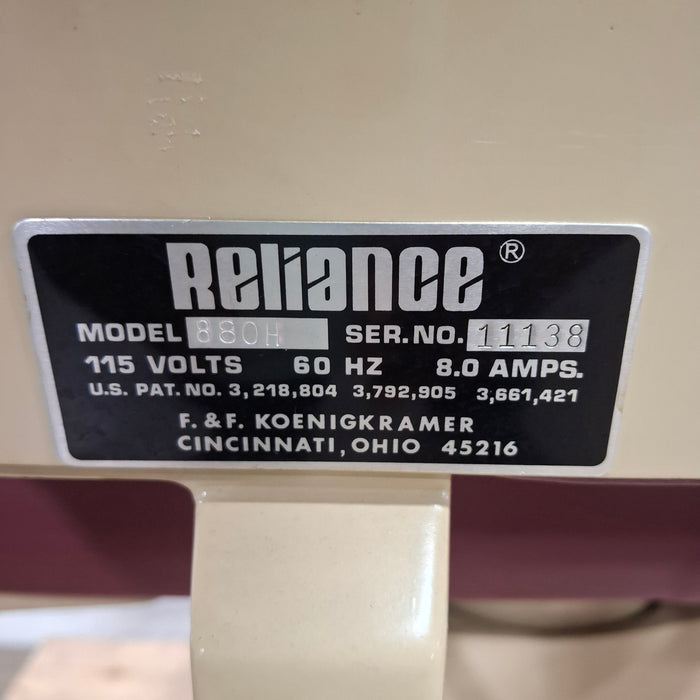 Reliance ®
MODEL 880H SER.NO. 11138
115 VOLTS 60 HZ 8.0 AMPS.
U.S. PAT. NO. 3,218,804 3,792,905 3,661,421
F. & F. KOENIGKRAMER
CINCINNATI, OHIO 45216